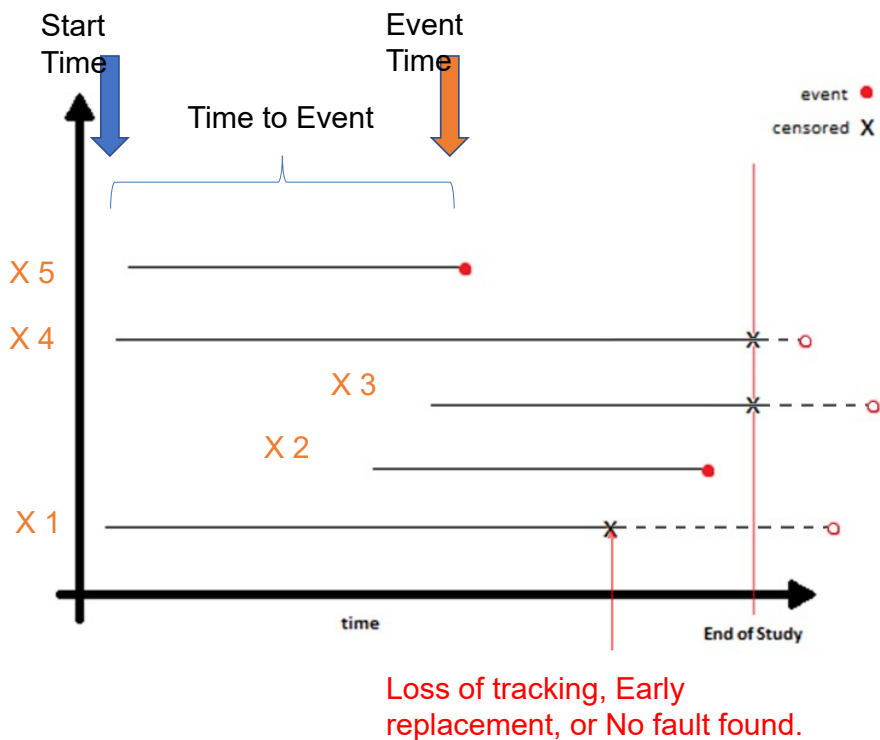 Start
Time
Event
Time
Time to Event
event
censored X
X 5
X 4
X
X 3
X
X 2
X 1
X
time
End of Study
Loss of tracking, Early
replacement, or No fault found.